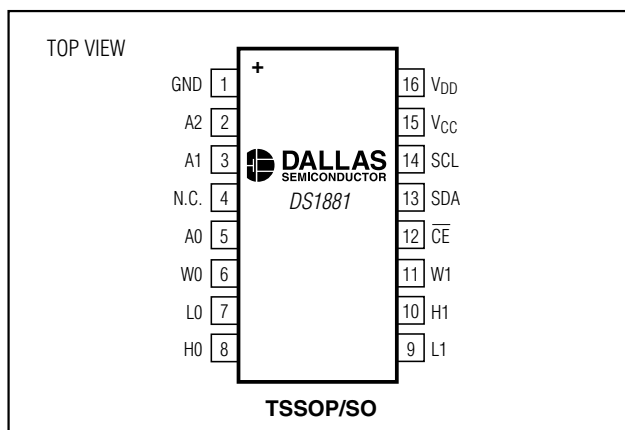 TOP VIEW
+
GND 1
A2 2
A1 3
N.C. 4
A0 5
W0 6
L0 7
H0 8
16 VDD
15 VCC
14 SCL
13 SDA
12 C̅E̅
11 W1
10 H1
9 L1
DALLAS
SEMICONDUCTOR
DS1881
TSSOP/SO